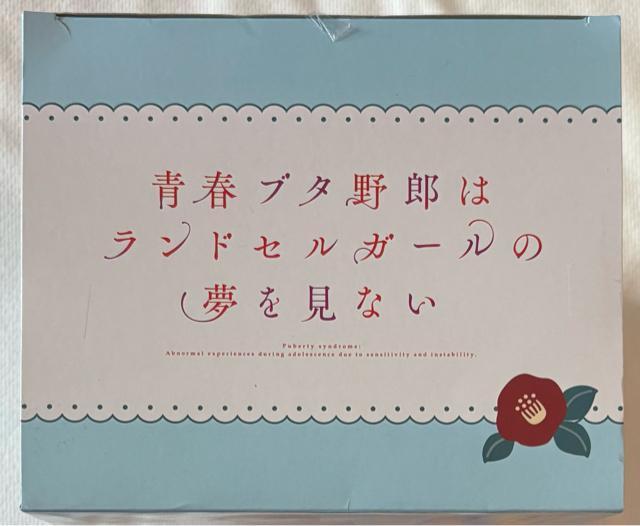 青春ブタ野郎は
ランドセルガールの
夢を見ない
Puberty syndrome:
Abnormal experiences during adolescence due to sensitivity and instability.